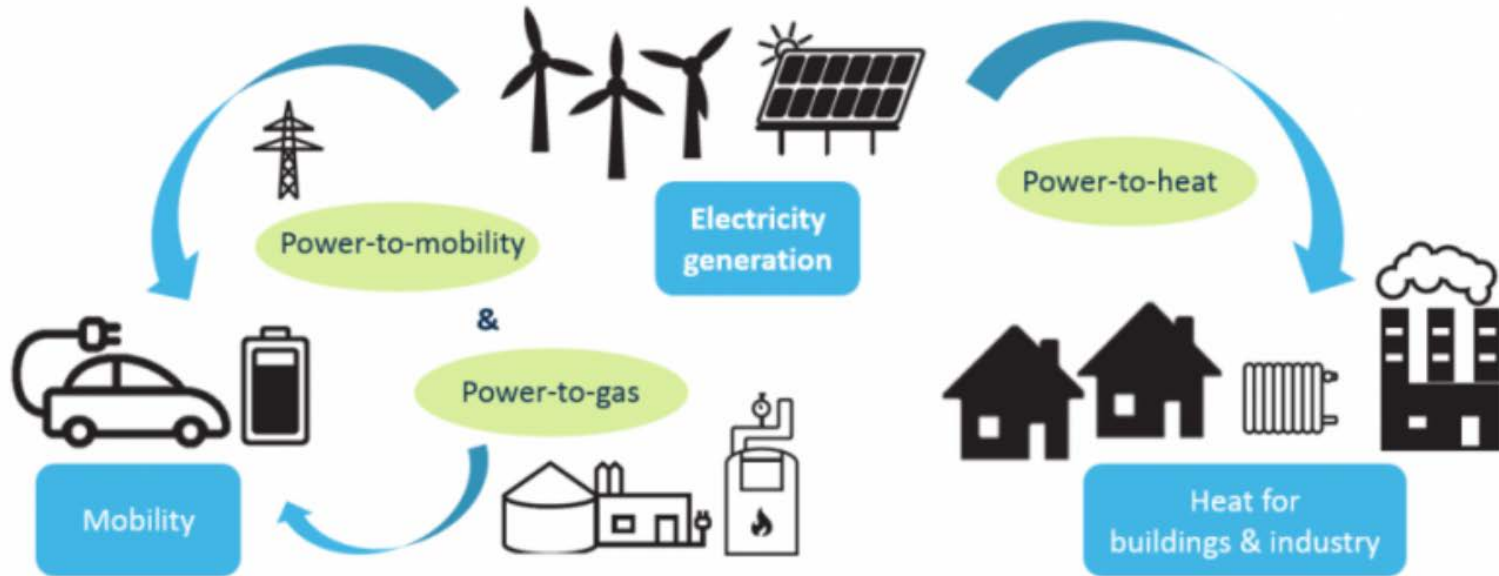 Electricity
generation
Power-to-heat
Power-to-mobility
&
Power-to-gas
Mobility
Heat for
buildings & industry